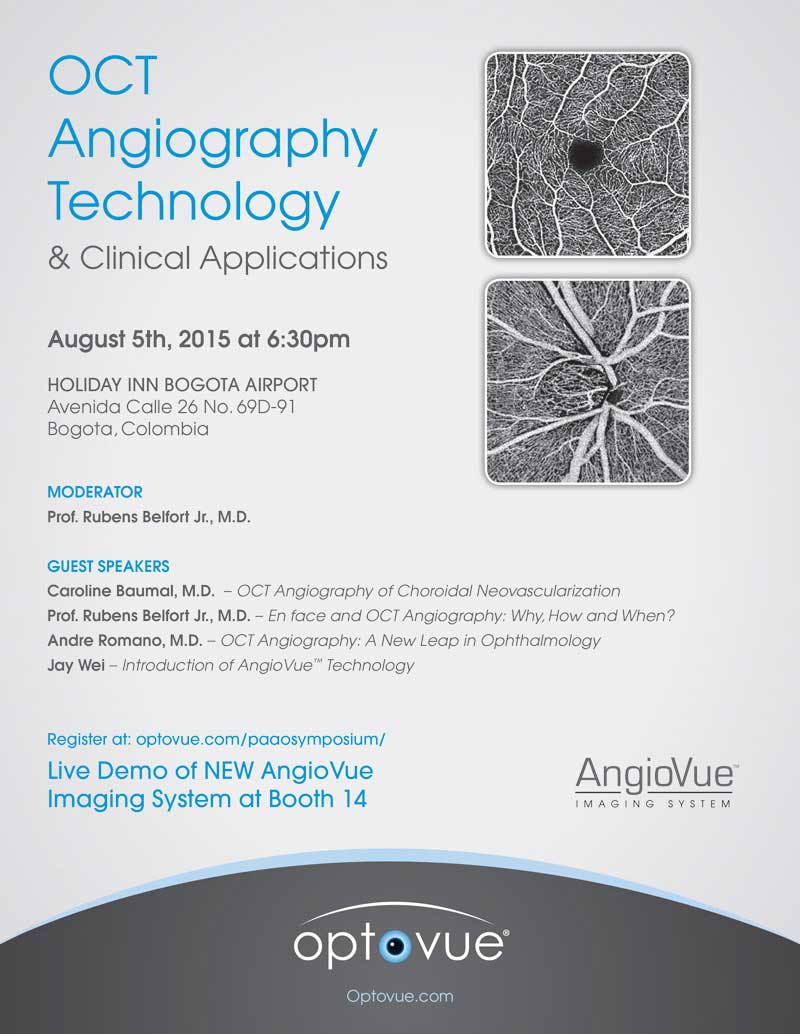 OCT
Angiography
Technology
& Clinical Applications
August 5th, 2015 at 6:30pm
HOLIDAY INN BOGOTA AIRPORT
Avenida Calle 26 No. 69D-91
Bogota, Colombia
MODERATOR
Prof. Rubens Belfort Jr., M.D.
GUEST SPEAKERS
Caroline Baumal, M.D. – OCT Angiography of Choroidal Neovascularization
Prof. Rubens Belfort Jr., M.D. – En face and OCT Angiography: Why, How and When?
Andre Romano, M.D. – OCT Angiography: A New Leap in Ophthalmology
Jay Wei – Introduction of AngioVue™ Technology
Register at: optovue.com/paaosymposium/
Live Demo of NEW AngioVue
Imaging System at Booth 14
AngioVue™
IMAGING SYSTEM
optovue®
Optovue.com